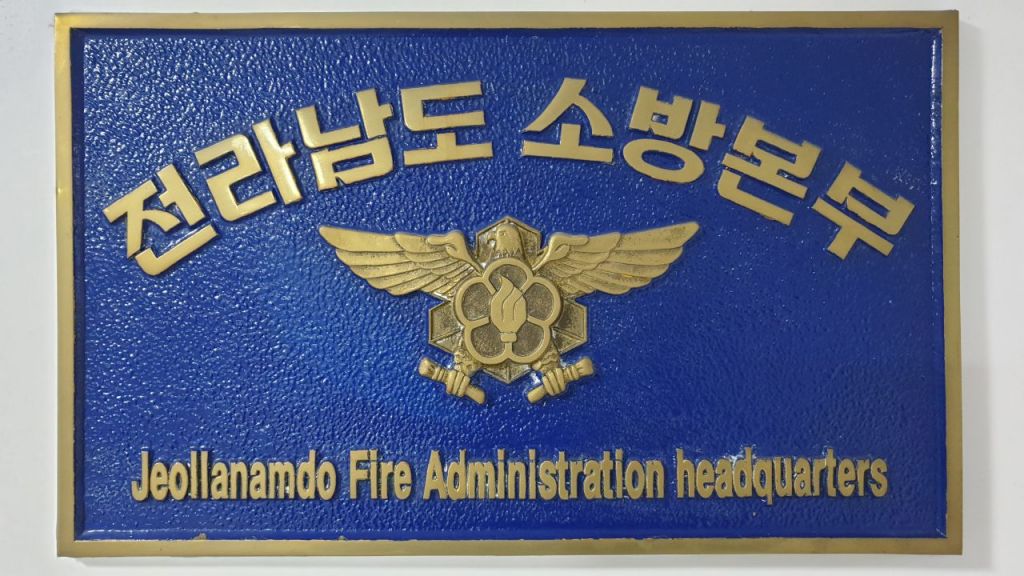 전라남도 소방본부
Jeollanamdo Fire Administration headquarters